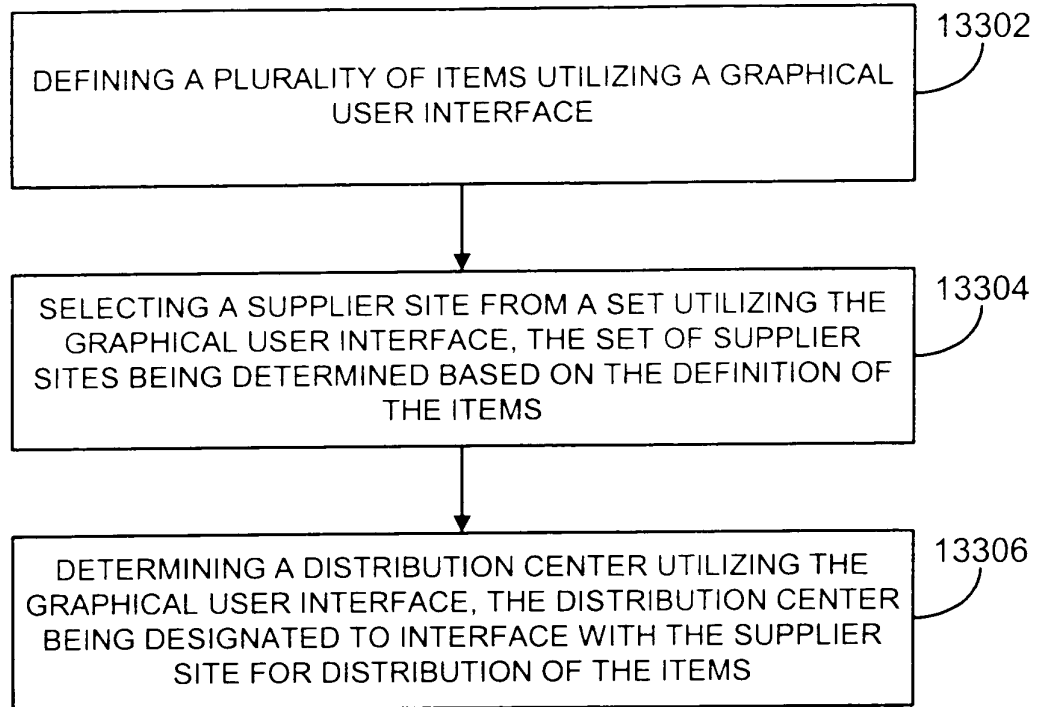 13302
DEFINING A PLURALITY OF ITEMS UTILIZING A GRAPHICAL
USER INTERFACE
13304
SELECTING A SUPPLIER SITE FROM A SET UTILIZING THE
GRAPHICAL USER INTERFACE, THE SET OF SUPPLIER
SITES BEING DETERMINED BASED ON THE DEFINITION OF
THE ITEMS
13306
DETERMINING A DISTRIBUTION CENTER UTILIZING THE
GRAPHICAL USER INTERFACE, THE DISTRIBUTION CENTER
BEING DESIGNATED TO INTERFACE WITH THE SUPPLIER
SITE FOR DISTRIBUTION OF THE ITEMS